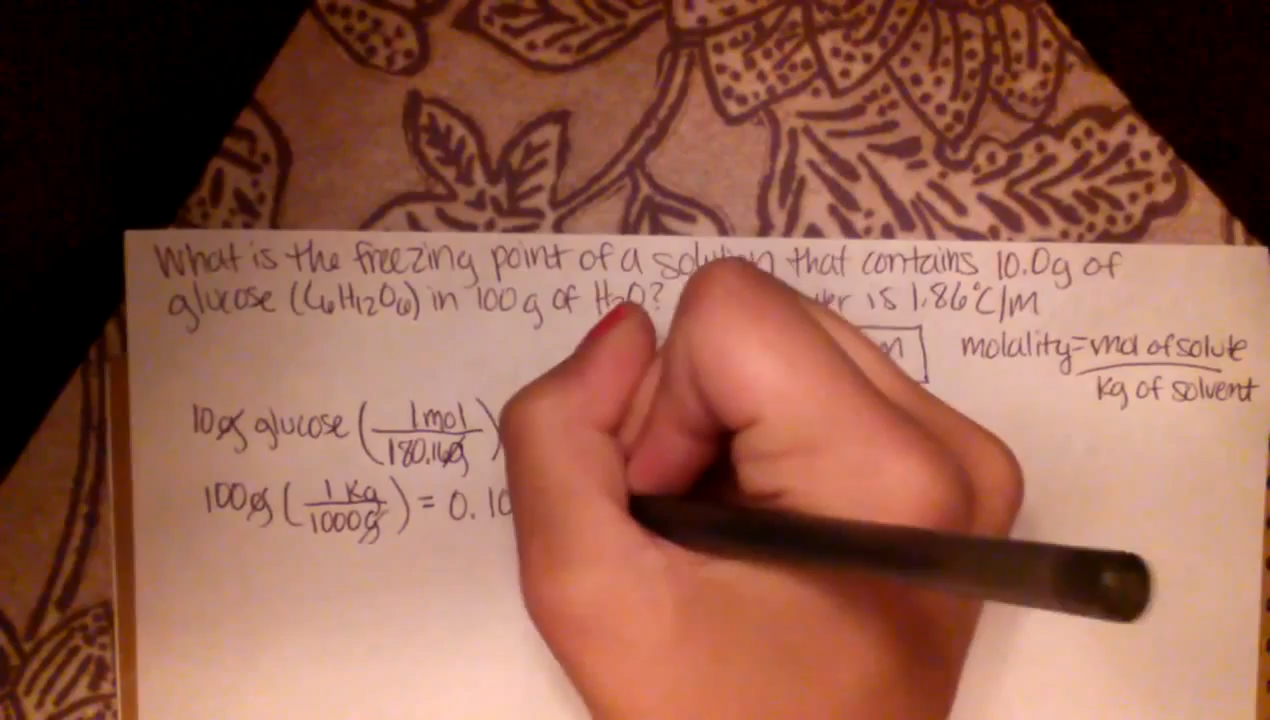 What is the freezing point of a solution that contains 10.0g of
glucose (C6H12O6) in 100g of H2O? is 1.86°C/m
m
molality = mol of solute
kg of solvent
10g glucose ( 1 mol
180.16g )
100g ( 1 kg
1000g ) = 0.10